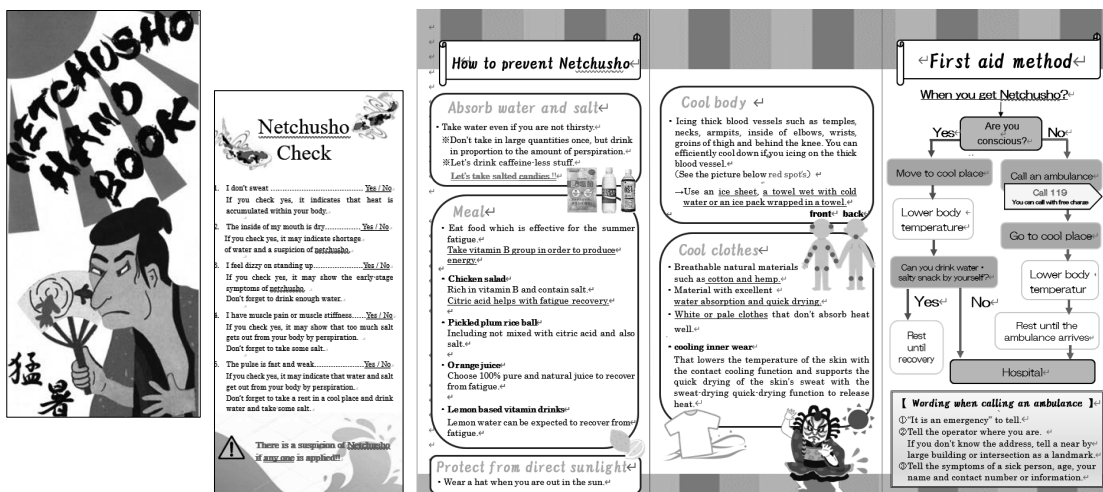 NETCHUSHO
HAND
BOOK
猛
暑
Netchusho
Check
1. I don't sweat ........ Yes / No
If you check yes, it indicates that heat is
accumulated within your body.
2. The inside of my mouth is dry ........ Yes / No
If you check yes, it may indicate shortage
of water and a suspicion of netchusho.
3. I feel dizzy on standing up ........ Yes / No
If you check yes, it may show the early-stage
symptoms of netchusho.
Don't forget to drink enough water.
4. I have muscle pain or muscle stiffness...... Yes / No
If you check yes, it may show that too much salt
gets out from your body by perspiration.
Don't forget to take some salt.
5. The pulse is fast and weak ........ Yes / No
If you check yes, it may indicate that water and salt
get out from your body by perspiration.
Don't forget to take a rest in a cool place and drink
water and take some salt.
There is a suspicion of Netchusho
if any one is applied!!
How to prevent Netchusho
Absorb water and salt
・Take water even if you are not thirsty.
※Don't take in large quantities once, but drink
in proportion to the amount of perspiration.
※Let's drink caffeine-less stuff.
Let's take salted candies!!
Meal
・Eat food which is effective for the summer
fatigue.
Take vitamin B group in order to produce
energy.
・Chicken salad
Rich in vitamin B and contain salt.
Citric acid helps with fatigue recovery.
・Pickled plum rice ball
Including not mixed with citric acid and also
salt.
・Orange juice
Choose 100% pure and natural juice to recover
from fatigue.
・Lemon based vitamin drinks
Lemon water can be expected to recover from
fatigue.
Protect from direct sunlight
・Wear a hat when you are out in the sun.
Cool body
・Icing thick blood vessels such as temples,
necks, armpits, inside of elbows, wrists,
groins of thigh and behind the knee. You can
efficiently cool down if you icing on the thick
blood vessel.
(See the picture below red spot's)
→Use an ice sheet, a towel wet with cold
water or an ice pack wrapped in a towel.
front back
Cool clothes
・Breathable natural materials
such as cotton and hemp.
・Material with excellent
water absorption and quick drying.
・White or pale clothes that don't absorb heat
well.
・cooling inner wear
That lowers the temperature of the skin with
the contact cooling function and supports the
quick drying of the skin's sweat with the
sweat-drying quick-drying function to release
heat.
First aid method
When you get Netchusho?
Are you
conscious?
Yes
No
Move to cool place
Call an ambulance
Call 119
You can call with free charge
Lower body
temperature
Go to cool place
Can you drink water・
salty snack by yourself?
Lower body
temperatur
Yes
No
Rest
until
recovery
Rest until the
ambulance arrives
Hospital
【 Wording when calling an ambulance 】
①"It is an emergency" to tell.
②Tell the operator where you are.
If you don't know the address, tell a near by
large building or intersection as a landmark.
③Tell the symptoms of a sick person, age, your
name and contact number or information.